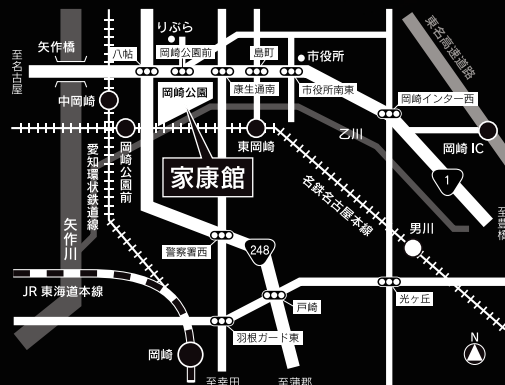 至名古屋
矢作橋
八帖
りぶら
岡崎公園前
島町
市役所
東名高速道路
中岡崎
岡崎公園
康生通南
市役所南東
岡崎インター西
愛知環状鉄道線
岡崎公園前
東岡崎
乙川
岡崎 IC
家康館
1
名鉄名古屋本線
至豊橋
矢作川
男川
警察署西
248
JR 東海道本線
戸崎
光ヶ丘
羽根ガード東
岡崎
N
至幸田
至蒲郡